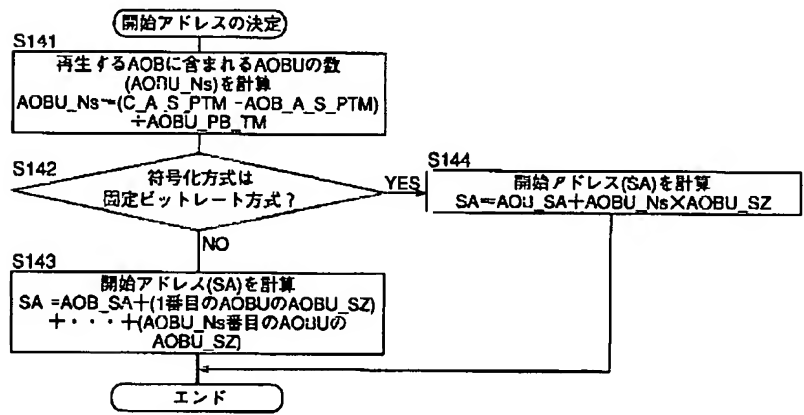 開始アドレスの決定
S141
再生するAOBに含まれるAOBUの数
(AOBU_Ns)を計算
AOBU_Ns=(C_A_S_PTM-AOB_A_S_PTM)
÷AOBU_PB_TM
S142
符号化方式は
固定ビットレート方式?
YES
S144
開始アドレス(SA)を計算
SA=AOB_SA+AOBU_Ns×AOBU_SZ
NO
S143
開始アドレス(SA)を計算
SA=AOB_SA+(1番目のAOBUのAOBU_SZ)
+・・・+(AOBU_Ns番目のAOBUの
AOBU_SZ)
エンド